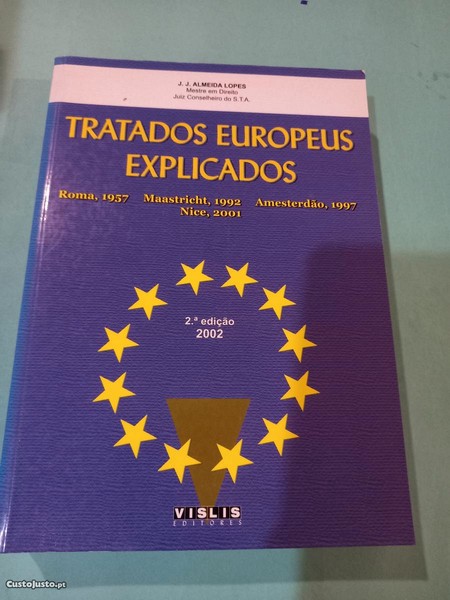 J. J. ALMEIDA LOPES
Mestre em Direito
Juiz Conselheiro do S.T.A.
TRATADOS EUROPEUS
EXPLICADOS
Roma, 1957 Maastricht, 1992 Amesterdão, 1997
Nice, 2001
2.ª edição
2002
VISLIS
EDITORES
CustoJusto.pt